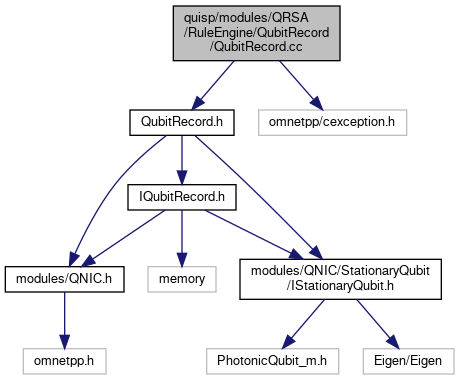 quisp/modules/QRSA
/RuleEngine/QubitRecord
/QubitRecord.cc
QubitRecord.h
omnetpp/cexception.h
IQubitRecord.h
modules/QNIC.h
memory
modules/QNIC/StationaryQubit
/IStationaryQubit.h
omnetpp.h
PhotonicQubit_m.h
Eigen/Eigen